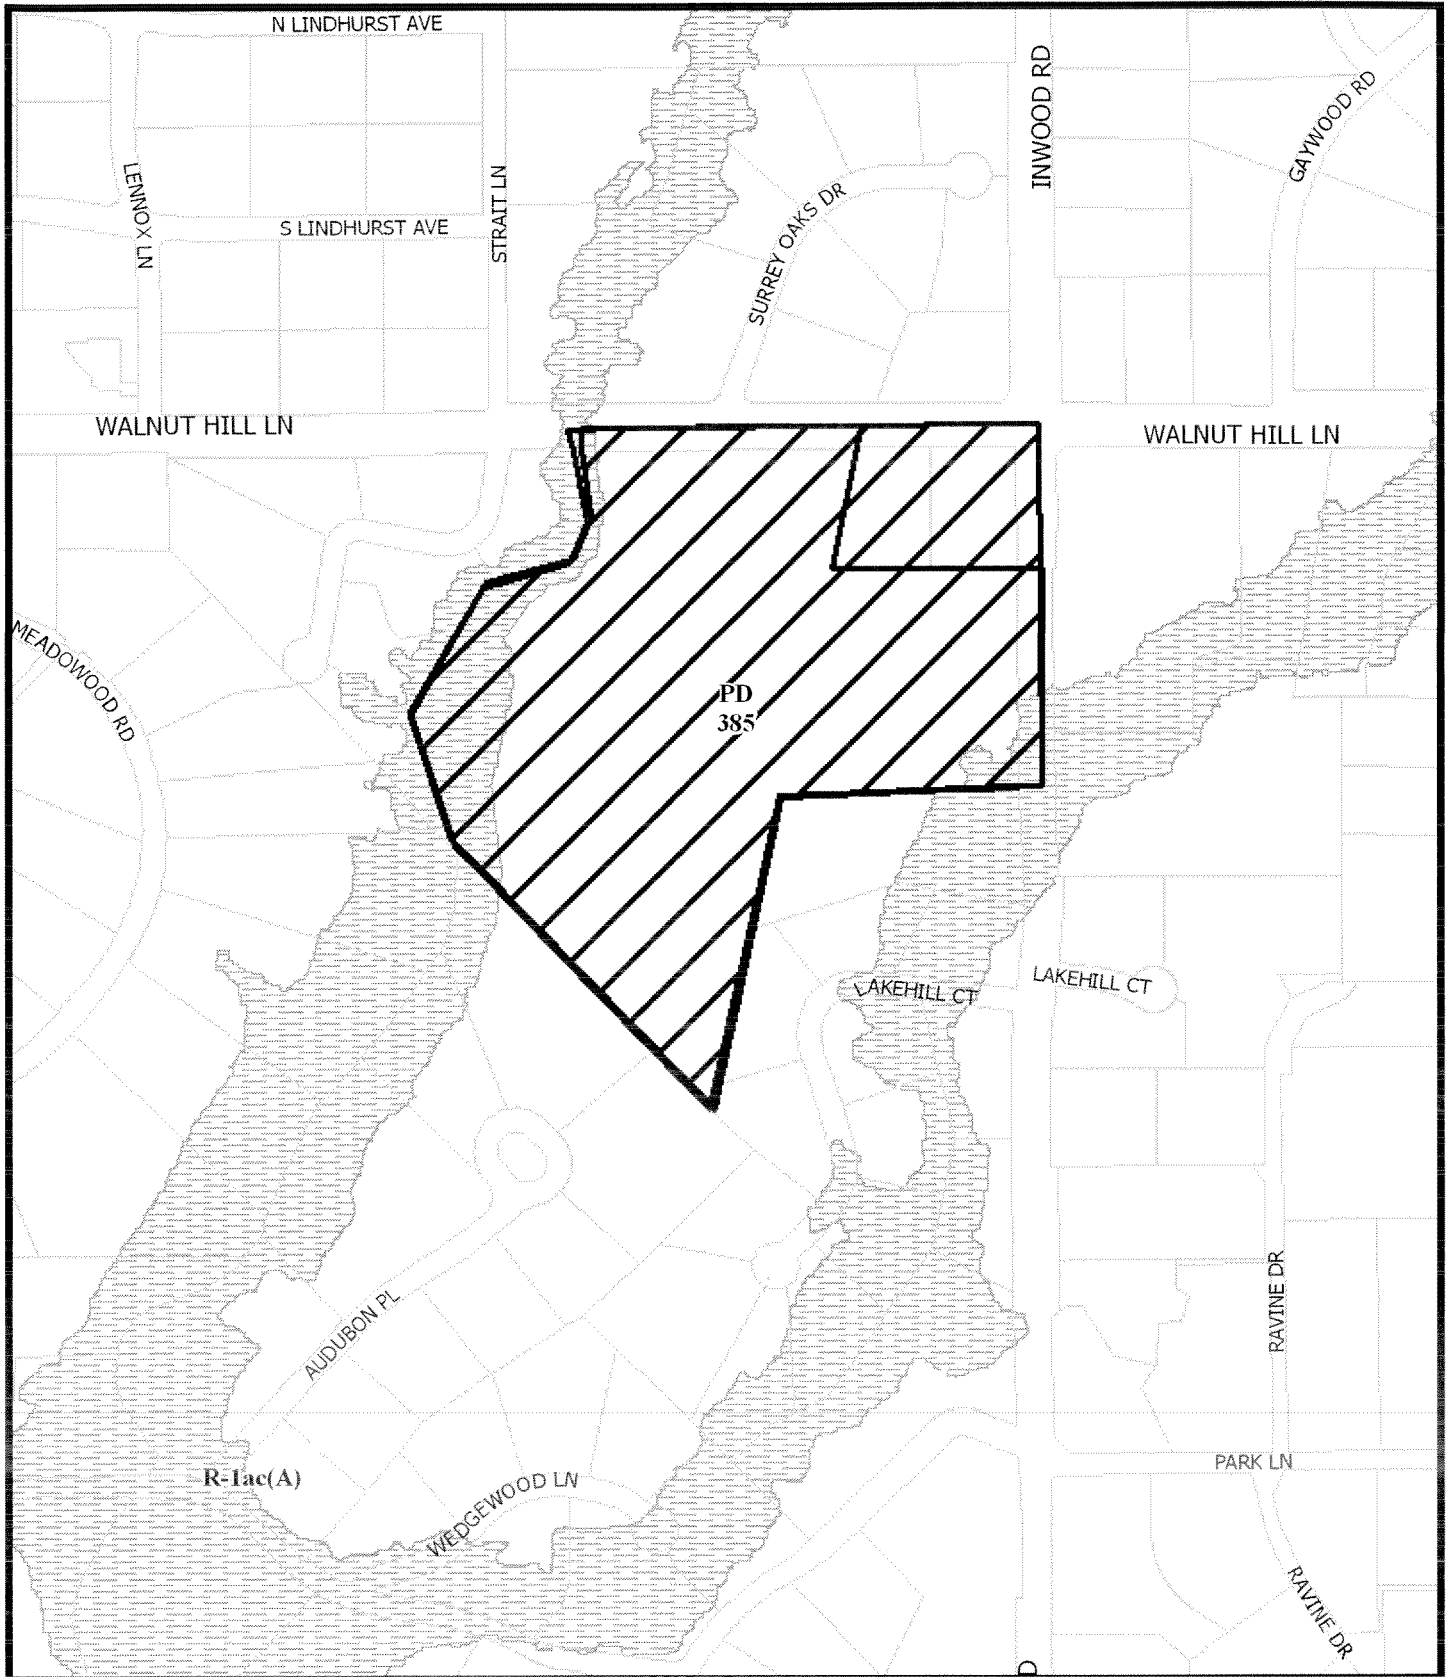 N LINDHURST AVE
INWOOD RD
GAYWOOD RD
LENNOX LN
STRAIT LN
S LINDHURST AVE
SURREY OAKS DR
WALNUT HILL LN
WALNUT HILL LN
MEADOWOOD RD
PD
385
LAKEHILL CT
LAKEHILL CT
AUDUBON PL
RAVINE DR
R-1ac(A)
WEDGEWOOD LN
PARK LN
RAVINE DR
D